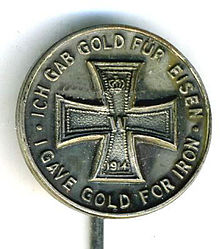 · ICH GAB GOLD FÜR EISEN ·
I GAVE GOLD FOR IRON
W
1914